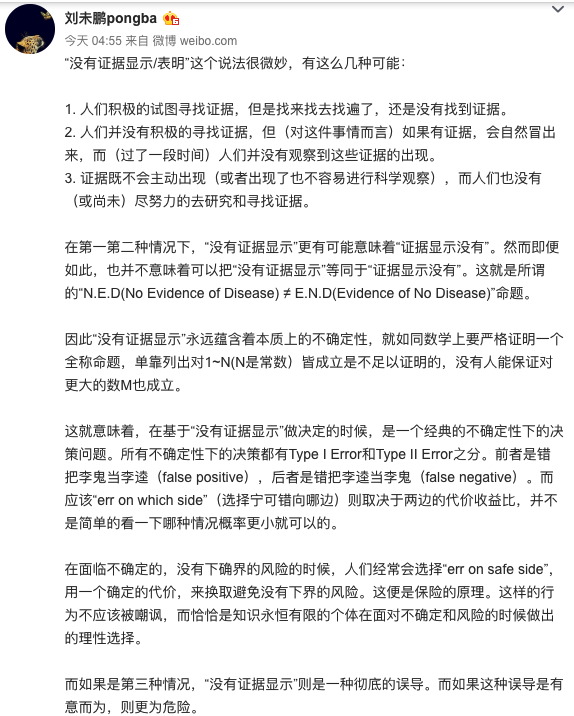 刘未鹏pongba
今天 04:55 来自 微博 weibo.com
“没有证据显示/表明”这个说法很微妙，有这么几种可能：
1. 人们积极的试图寻找证据，但是找来找去找遍了，还是没有找到证据。
2. 人们并没有积极的寻找证据，但（对这件事情而言）如果有证据，会自然冒出
来，而（过了一段时间）人们并没有观察到这些证据的出现。
3. 证据既不会主动出现（或者出现了也不容易进行科学观察），而人们也没有
（或尚未）尽努力的去研究和寻找证据。
在第一第二种情况下，“没有证据显示”更有可能意味着“证据显示没有”。然而即便
如此，也并不意味着可以把“没有证据显示”等同于“证据显示没有”。这就是所谓
的“N.E.D(No Evidence of Disease) ≠ E.N.D(Evidence of No Disease)”命题。
因此“没有证据显示”永远蕴含着本质上的不确定性，就如同数学上要严格证明一个
全称命题，单靠列出对1~N(N是常数）皆成立是不足以证明的，没有人能保证对
更大的数M也成立。
这就意味着，在基于“没有证据显示”做决定的时候，是一个经典的不确定性下的决
策问题。所有不确定性下的决策都有Type I Error和Type II Error之分。前者是错
把李鬼当李逵（false positive），后者是错把李逵当李鬼（false negative）。而
应该“err on which side”（选择宁可错向哪边）则取决于两边的代价收益比，并不
是简单的看一下哪种情况概率更小就可以的。
在面临不确定的，没有下确界的风险的时候，人们经常会选择“err on safe side”，
用一个确定的代价，来换取避免没有下界的风险。这便是保险的原理。这样的行
为不应该被嘲讽，而恰恰是知识永恒有限的个体在面对不确定和风险的时候做出
的理性选择。
而如果是第三种情况，“没有证据显示”则是一种彻底的误导。而如果这种误导是有
意而为，则更为危险。